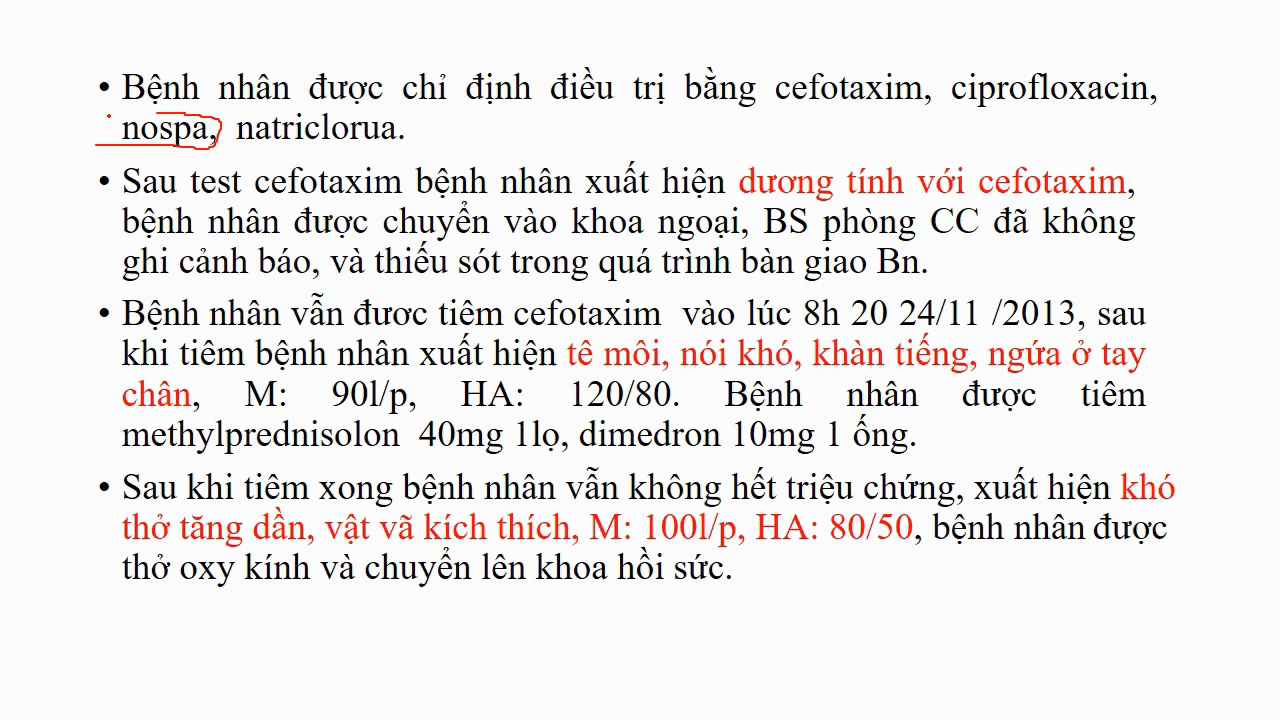 • Bệnh nhân được chỉ định điều trị bằng cefotaxim, ciprofloxacin,
nospa, natriclorua.
• Sau test cefotaxim bệnh nhân xuất hiện dương tính với cefotaxim,
bệnh nhân được chuyển vào khoa ngoại, BS phòng CC đã không
ghi cảnh báo, và thiếu sót trong quá trình bàn giao Bn.
• Bệnh nhân vẫn đươc tiêm cefotaxim vào lúc 8h 20 24/11 /2013, sau
khi tiêm bệnh nhân xuất hiện tê môi, nói khó, khàn tiếng, ngứa ở tay
chân, M: 90l/p, HA: 120/80. Bệnh nhân được tiêm
methylprednisolon 40mg 1lọ, dimedron 10mg 1 ống.
• Sau khi tiêm xong bệnh nhân vẫn không hết triệu chứng, xuất hiện khó
thở tăng dần, vật vã kích thích, M: 100l/p, HA: 80/50, bệnh nhân được
thở oxy kính và chuyển lên khoa hồi sức.